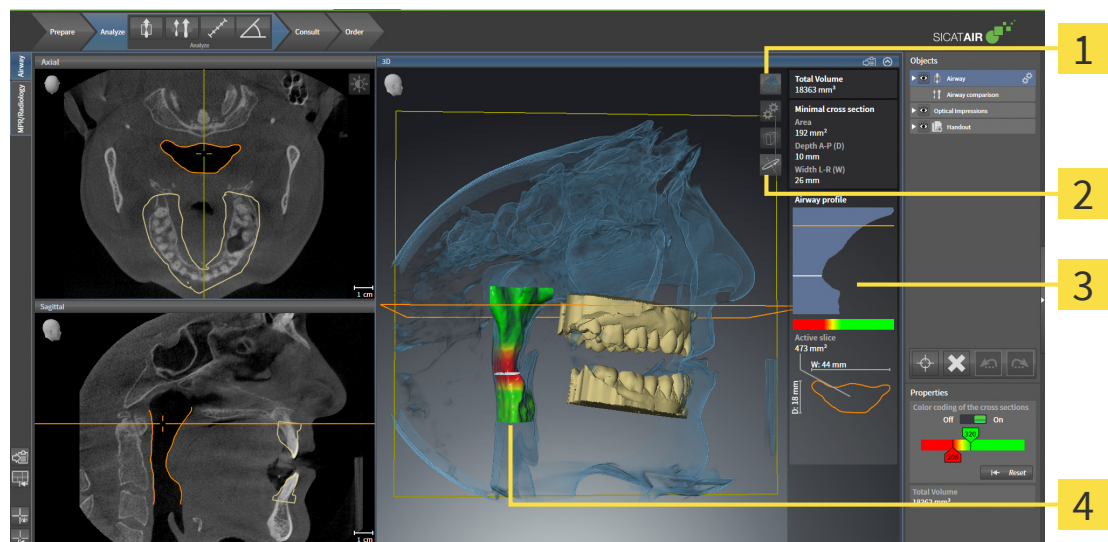 Prepare
Analyze
Analyze
Consult
Order
SICATAIR
Airway
MPR/Radiology
Axial
1 cm
Sagittal
1 cm
3D
Total Volume
18363 mm³
Minimal cross section
Area
192 mm²
Depth A-P (D)
10 mm
Width L-R (W)
26 mm
Airway profile
Active slice
473 mm²
W: 44 mm
D: 18 mm
Objects
Airway
Airway comparison
Optical Impressions
Handout
Properties
Color coding of the cross sections
Off
On
320
206
Reset
Total Volume
18363 mm³
1
2
3
4